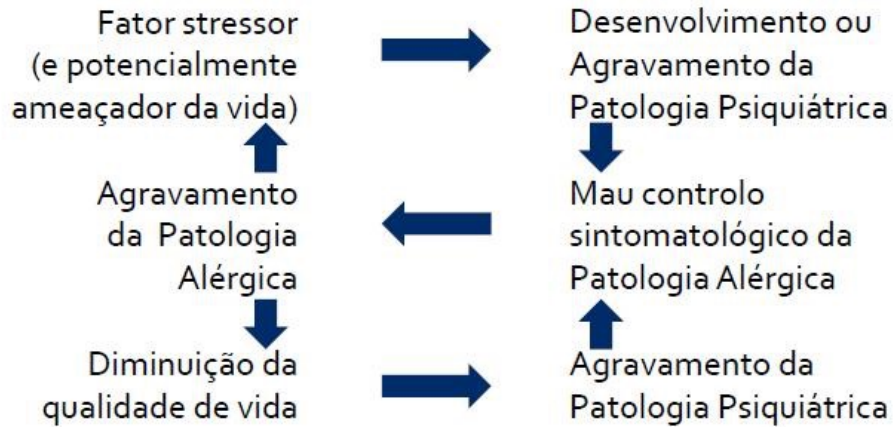 Fator stressor
(e potencialmente
ameaçador da vida)
Desenvolvimento ou
Agravamento da
Patologia Psiquiátrica
Agravamento
da Patologia
Alérgica
Mau controlo
sintomatológico da
Patologia Alérgica
Diminuição da
qualidade de vida
Agravamento da
Patologia Psiquiátrica